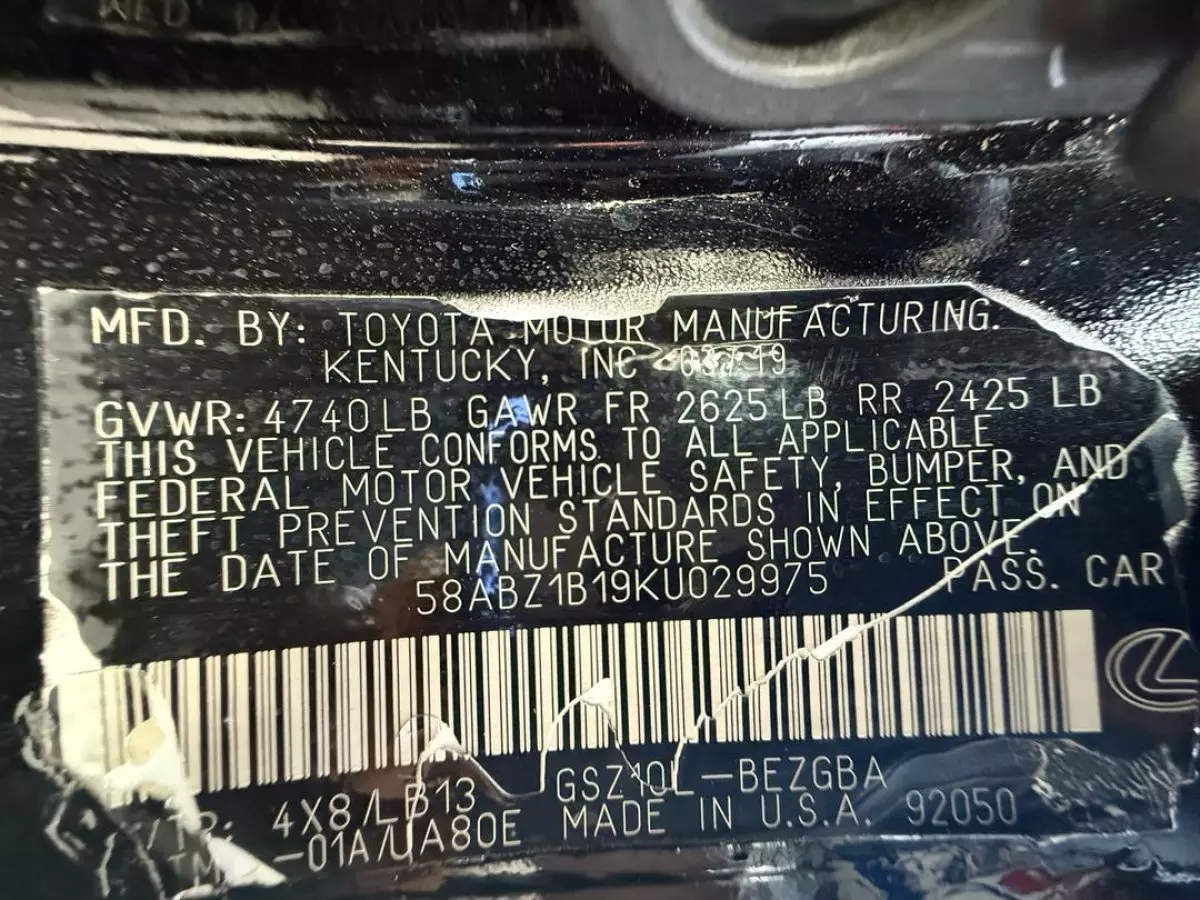 MFD. BY: TOYOTA MOTOR MANUFACTURING.
KENTUCKY, INC 03/19
GVWR: 4740LB GAWR FR 2625LB RR 2425 LB
THIS VEHICLE CONFORMS TO ALL APPLICABLE
FEDERAL MOTOR VEHICLE SAFETY, BUMPER, AND
THEFT PREVENTION STANDARDS IN EFFECT ON
THE DATE OF MANUFACTURE SHOWN ABOVE.
58ABZ1B19KU029975 PASS. CAR
4X8/LB13 GSZ10L-BEZGBA
-01A/UA80E MADE IN U.S.A. 92050